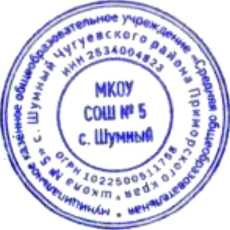 муниципальное казённое общеобразовательное учреждение «Средняя общеобразовательная
школа № 5» с. Шумный Чугуевского района Приморского края
ИНН 2534004823
ОГРН 1022500511758
МКОУ
СОШ № 5
с. Шумный